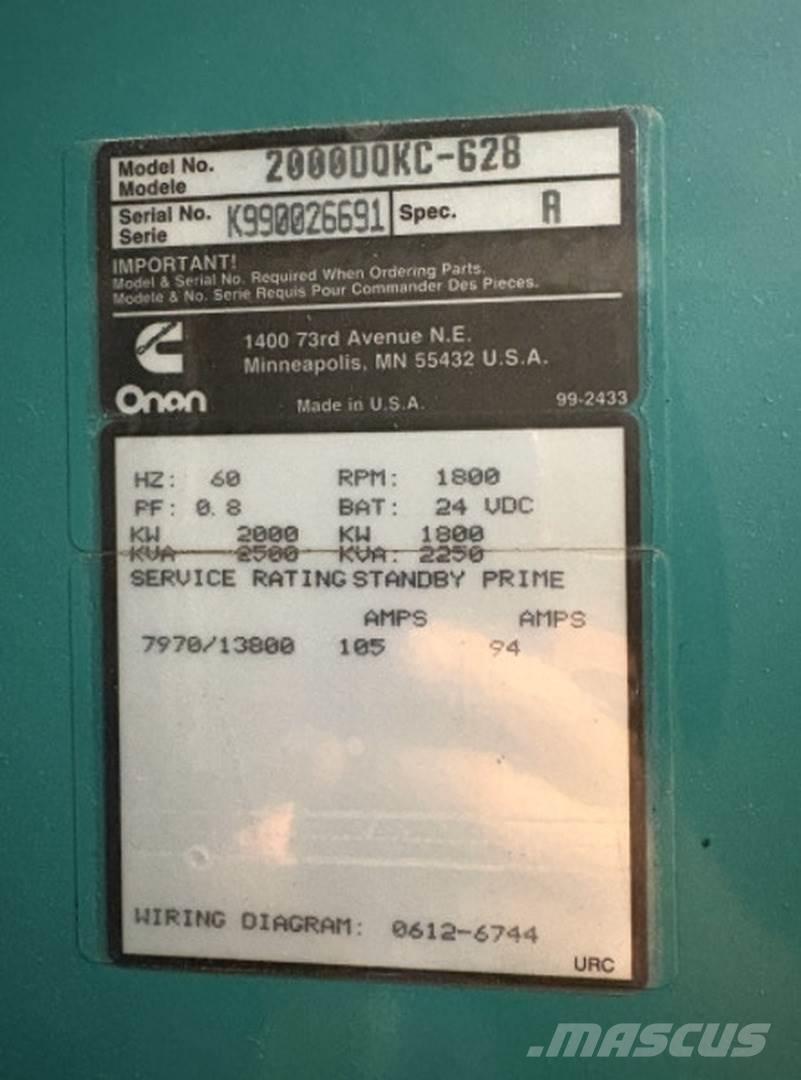 Model No. 2000DQKC-628
Modele
Serial No. K990026691 Spec. A
Serie
IMPORTANT!
Model & Serial No. Required When Ordering Parts.
Modele & No. Serie Requis Pour Commander Des Pieces.
1400 73rd Avenue N.E.
Minneapolis, MN 55432 U.S.A.
Onan Made in U.S.A. 99-2433
HZ: 60 RPM: 1800
PF: 0.8 BAT: 24 VDC
KW 2000 KW 1800
KVA 2500 KVA: 2250
SERVICE RATING STANDBY PRIME
AMPS AMPS
7970/13800 105 94
WIRING DIAGRAM: 0612-6744
URC
.MASCUS